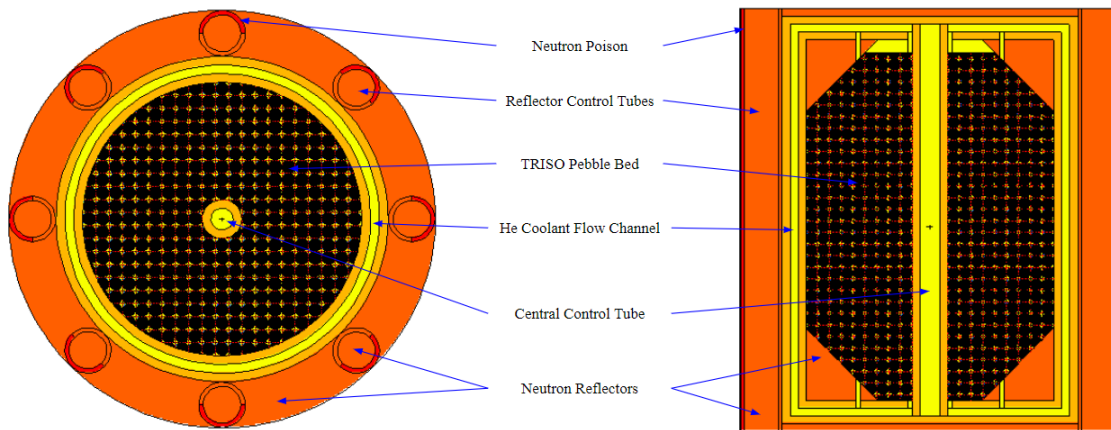 Neutron Poison
Reflector Control Tubes
TRISO Pebble Bed
He Coolant Flow Channel
Central Control Tube
Neutron Reflectors